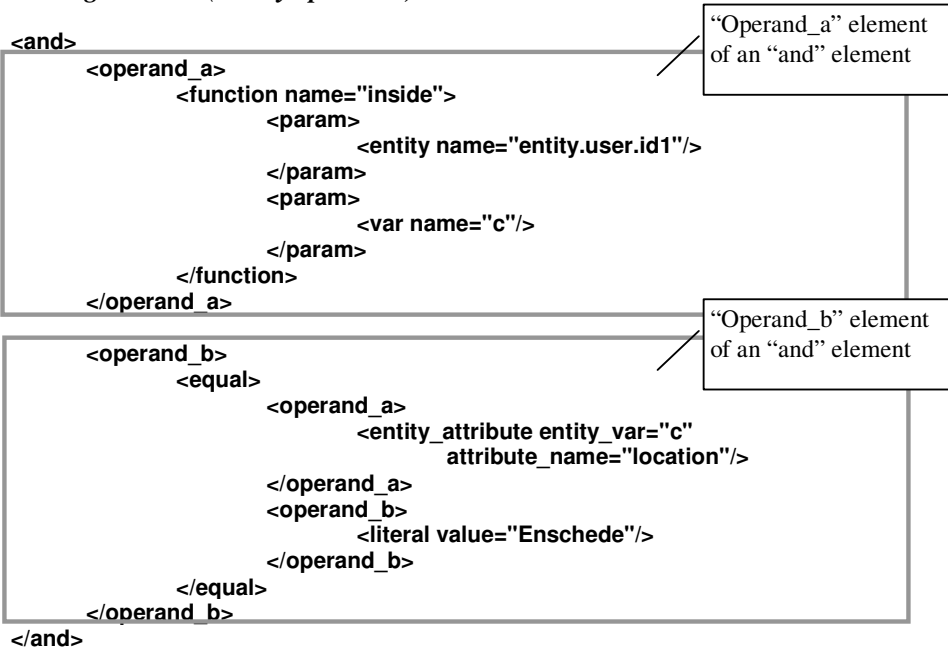 <and>
<operand_a>
<function name="inside">
<param>
<entity name="entity.user.id1"/>
</param>
<param>
<var name="c"/>
</param>
</function>
</operand_a>
“Operand_a” element
of an “and” element
<operand_b>
<equal>
<operand_a>
<entity_attribute entity_var="c"
attribute_name="location"/>
</operand_a>
<operand_b>
<literal value="Enschede"/>
</operand_b>
</equal>
</operand_b>
“Operand_b” element
of an “and” element
</and>